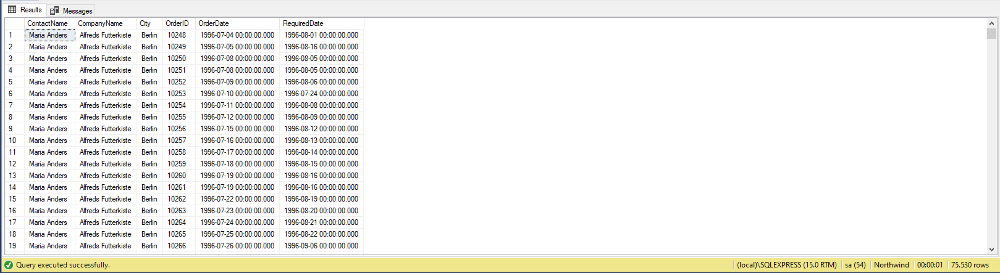 Results Messages
ContactName CompanyName City OrderID OrderDate RequiredDate
1 Maria Anders Alfreds Futterkiste Berlin 10248 1996-07-04 00:00:00.000 1996-08-01 00:00:00.000
2 Maria Anders Alfreds Futterkiste Berlin 10249 1996-07-05 00:00:00.000 1996-08-16 00:00:00.000
3 Maria Anders Alfreds Futterkiste Berlin 10250 1996-07-08 00:00:00.000 1996-08-05 00:00:00.000
4 Maria Anders Alfreds Futterkiste Berlin 10251 1996-07-08 00:00:00.000 1996-08-05 00:00:00.000
5 Maria Anders Alfreds Futterkiste Berlin 10252 1996-07-09 00:00:00.000 1996-08-06 00:00:00.000
6 Maria Anders Alfreds Futterkiste Berlin 10253 1996-07-10 00:00:00.000 1996-07-24 00:00:00.000
7 Maria Anders Alfreds Futterkiste Berlin 10254 1996-07-11 00:00:00.000 1996-08-08 00:00:00.000
8 Maria Anders Alfreds Futterkiste Berlin 10255 1996-07-12 00:00:00.000 1996-08-09 00:00:00.000
9 Maria Anders Alfreds Futterkiste Berlin 10256 1996-07-15 00:00:00.000 1996-08-12 00:00:00.000
10 Maria Anders Alfreds Futterkiste Berlin 10257 1996-07-16 00:00:00.000 1996-08-13 00:00:00.000
11 Maria Anders Alfreds Futterkiste Berlin 10258 1996-07-17 00:00:00.000 1996-08-14 00:00:00.000
12 Maria Anders Alfreds Futterkiste Berlin 10259 1996-07-18 00:00:00.000 1996-08-15 00:00:00.000
13 Maria Anders Alfreds Futterkiste Berlin 10260 1996-07-19 00:00:00.000 1996-08-16 00:00:00.000
14 Maria Anders Alfreds Futterkiste Berlin 10261 1996-07-19 00:00:00.000 1996-08-16 00:00:00.000
15 Maria Anders Alfreds Futterkiste Berlin 10262 1996-07-22 00:00:00.000 1996-08-19 00:00:00.000
16 Maria Anders Alfreds Futterkiste Berlin 10263 1996-07-23 00:00:00.000 1996-08-20 00:00:00.000
17 Maria Anders Alfreds Futterkiste Berlin 10264 1996-07-24 00:00:00.000 1996-08-21 00:00:00.000
18 Maria Anders Alfreds Futterkiste Berlin 10265 1996-07-25 00:00:00.000 1996-08-22 00:00:00.000
19 Maria Anders Alfreds Futterkiste Berlin 10266 1996-07-26 00:00:00.000 1996-09-06 00:00:00.000
Query executed successfully. (local)\SQLEXPRESS (15.0 RTM) sa (54) Northwind 00:00:01 75.530 rows